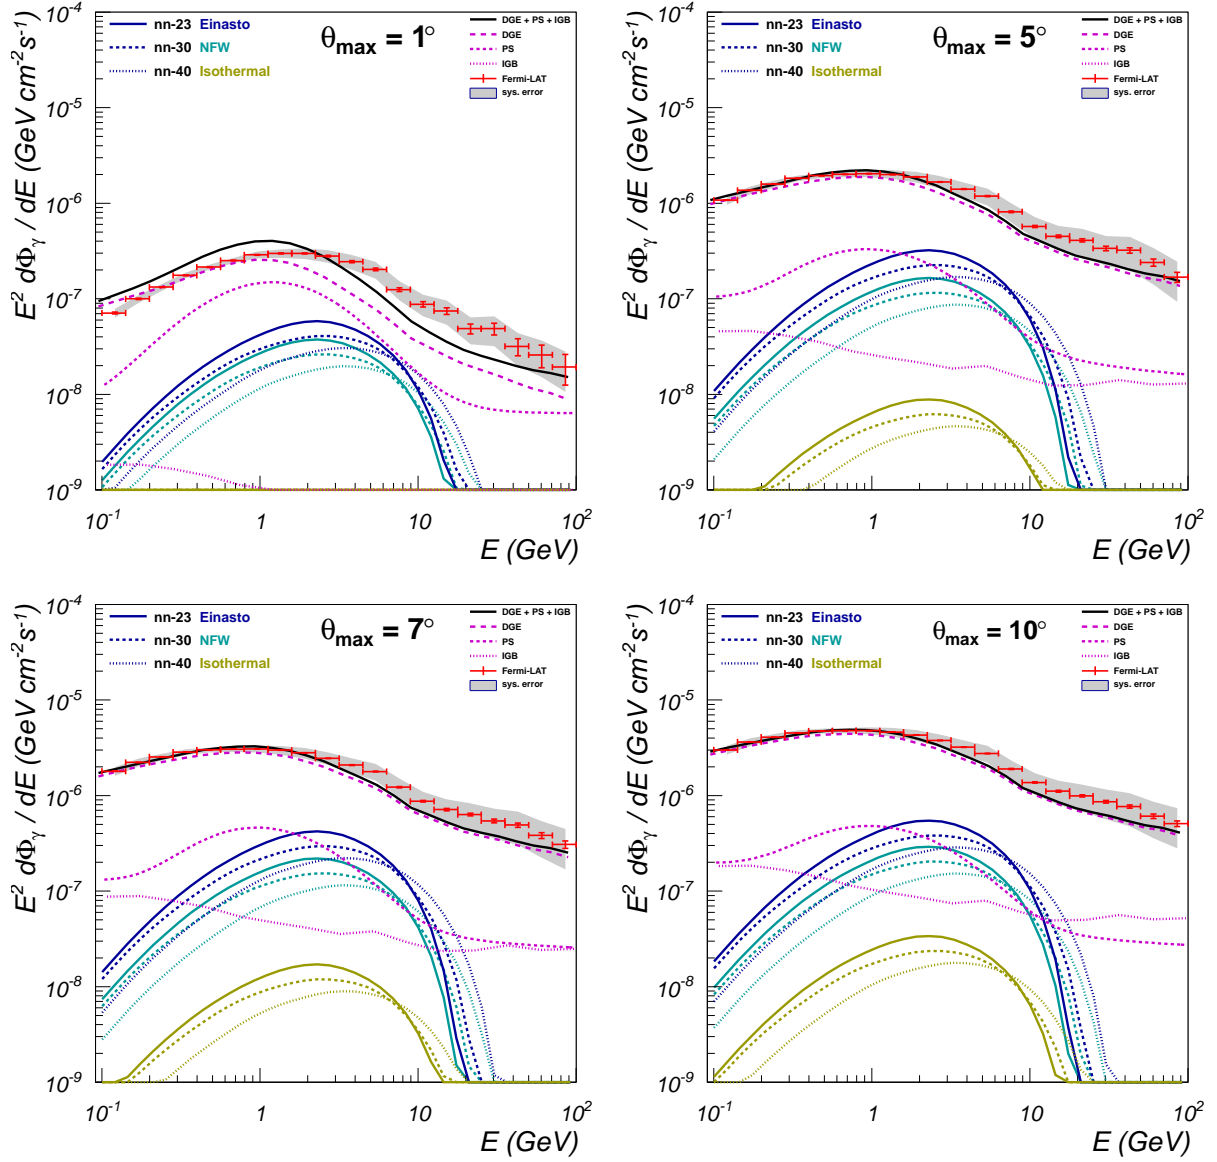 θmax = 1°
nn-23 Einasto
nn-30 NFW
nn-40 Isothermal
DGE + PS + IGB
DGE
PS
IGB
Fermi-LAT
sys. error
E² dΦγ / dE (GeV cm⁻² s⁻¹)
10⁻⁴
10⁻⁵
10⁻⁶
10⁻⁷
10⁻⁸
10⁻⁹
10⁻¹ 1 10 10²
E (GeV)
θmax = 5°
nn-23 Einasto
nn-30 NFW
nn-40 Isothermal
DGE + PS + IGB
DGE
PS
IGB
Fermi-LAT
sys. error
E² dΦγ / dE (GeV cm⁻² s⁻¹)
10⁻⁴
10⁻⁵
10⁻⁶
10⁻⁷
10⁻⁸
10⁻⁹
10⁻¹ 1 10 10²
E (GeV)
θmax = 7°
nn-23 Einasto
nn-30 NFW
nn-40 Isothermal
DGE + PS + IGB
DGE
PS
IGB
Fermi-LAT
sys. error
E² dΦγ / dE (GeV cm⁻² s⁻¹)
10⁻⁴
10⁻⁵
10⁻⁶
10⁻⁷
10⁻⁸
10⁻⁹
10⁻¹ 1 10 10²
E (GeV)
θmax = 10°
nn-23 Einasto
nn-30 NFW
nn-40 Isothermal
DGE + PS + IGB
DGE
PS
IGB
Fermi-LAT
sys. error
E² dΦγ / dE (GeV cm⁻² s⁻¹)
10⁻⁴
10⁻⁵
10⁻⁶
10⁻⁷
10⁻⁸
10⁻⁹
10⁻¹ 1 10 10²
E (GeV)